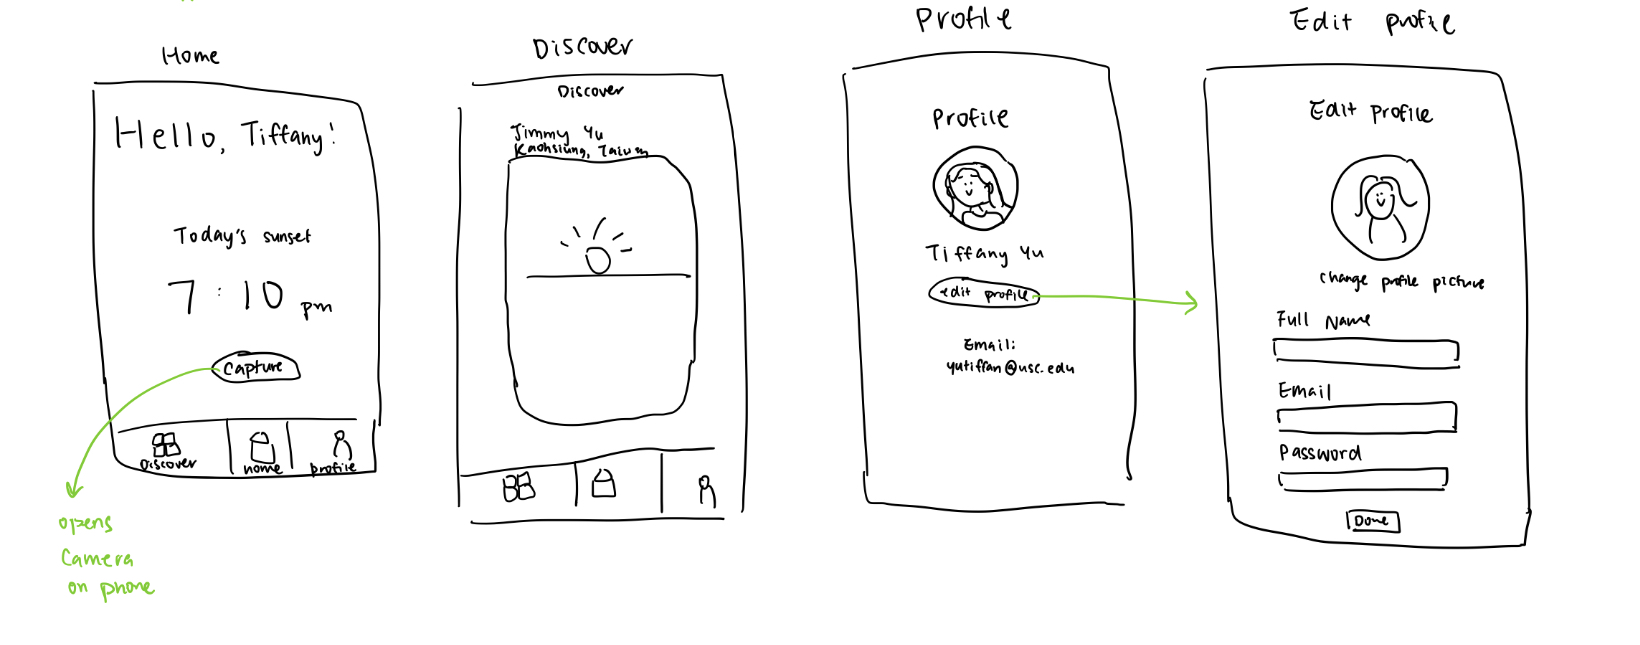 Home
Hello, Tiffany!
Today's sunset
7:10 pm
Capture
Discover
home
profile
opens
Camera
on phone
Discover
Discover
Jimmy Yu
Kaohsiung, Taiwan
Profile
Profile
Tiffany Yu
edit profile
Email:
yutiffan@usc.edu
Edit profile
Edit Profile
change profile picture
Full Name
Email
Password
Done